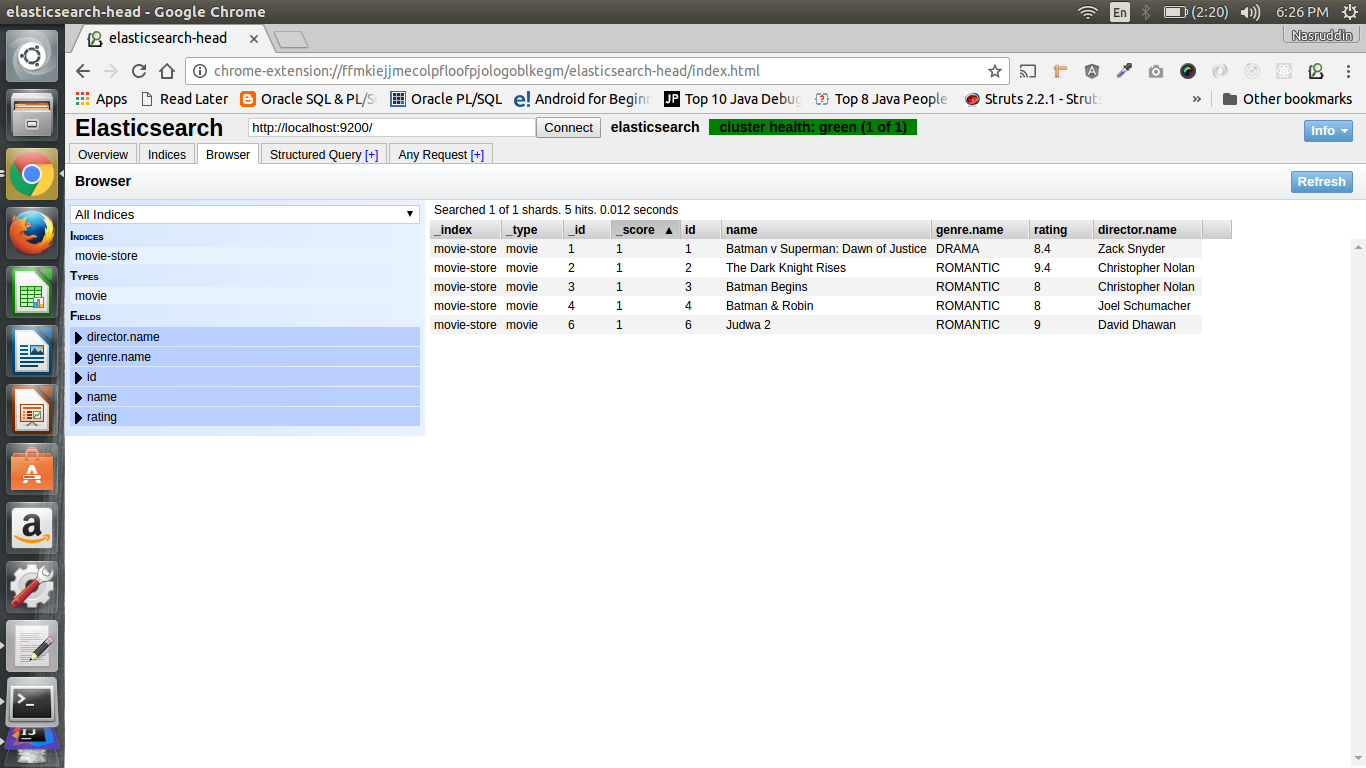 elasticsearch-head - Google Chrome
En
(2:20)
6:26 PM
elasticsearch-head
Nasruddin
chrome-extension://ffmkiejjmecolpfloofpjologoblkegm/elasticsearch-head/index.html
Apps Read Later Oracle SQL & PL/S Oracle PL/SQL e! Android for Beginn JP Top 10 Java Debug Top 8 Java People Struts 2.2.1 - Struts » Other bookmarks
Elasticsearch http://localhost:9200/ Connect elasticsearch cluster health: green (1 of 1) Info
Overview Indices Browser Structured Query [+] Any Request [+]
Browser Refresh
All Indices
Indices
movie-store
Types
movie
Fields
director.name
genre.name
id
name
rating
Searched 1 of 1 shards. 5 hits. 0.012 seconds
_index _type _id _score ▲ id name genre.name rating director.name
movie-store movie 1 1 1 Batman v Superman: Dawn of Justice DRAMA 8.4 Zack Snyder
movie-store movie 2 1 2 The Dark Knight Rises ROMANTIC 9.4 Christopher Nolan
movie-store movie 3 1 3 Batman Begins ROMANTIC 8 Christopher Nolan
movie-store movie 4 1 4 Batman & Robin ROMANTIC 8 Joel Schumacher
movie-store movie 6 1 6 Judwa 2 ROMANTIC 9 David Dhawan